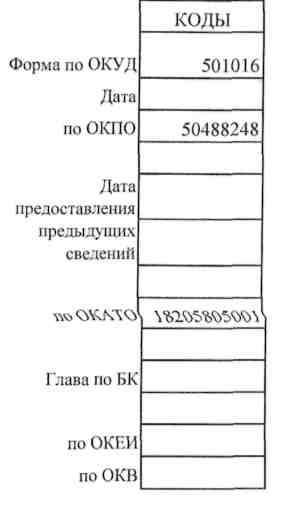 КОДЫ
Форма по ОКУД 501016
Дата
по ОКПО 50488248
Дата
предоставления
предыдущих
сведений
по ОКАТО 18205805001
Глава по БК
по ОКЕИ
по ОКВ